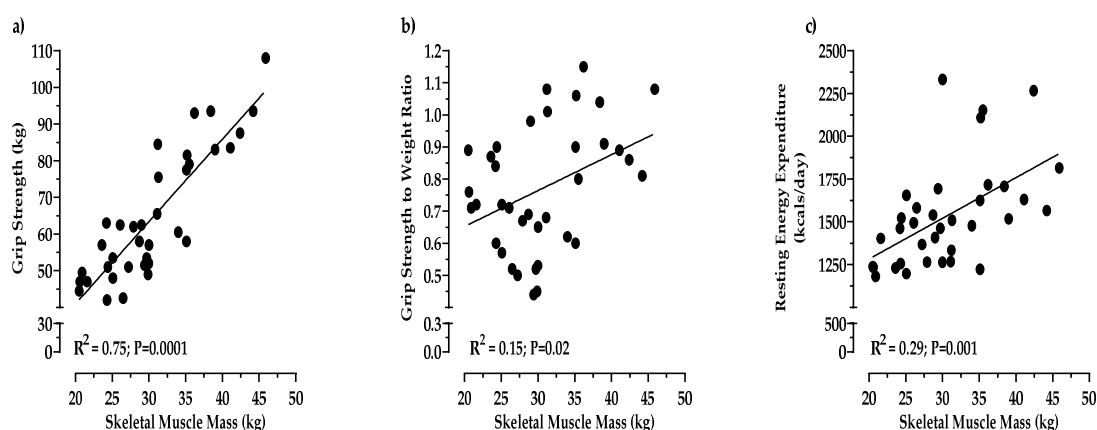 a)
Grip Strength (kg)
110
100
90
80
70
60
50
30
0
R² = 0.75; P=0.0001
20 25 30 35 40 45 50
Skeletal Muscle Mass (kg)
b)
Grip Strength to Weight Ratio
1.2
1.1
1.0
0.9
0.8
0.7
0.6
0.5
0.3
0.0
R² = 0.15; P=0.02
20 25 30 35 40 45 50
Skeletal Muscle Mass (kg)
c)
Resting Energy Expenditure
(kcals/day)
2500
2250
2000
1750
1500
1250
500
0
R² = 0.29; P=0.001
20 25 30 35 40 45 50
Skeletal Muscle Mass (kg)